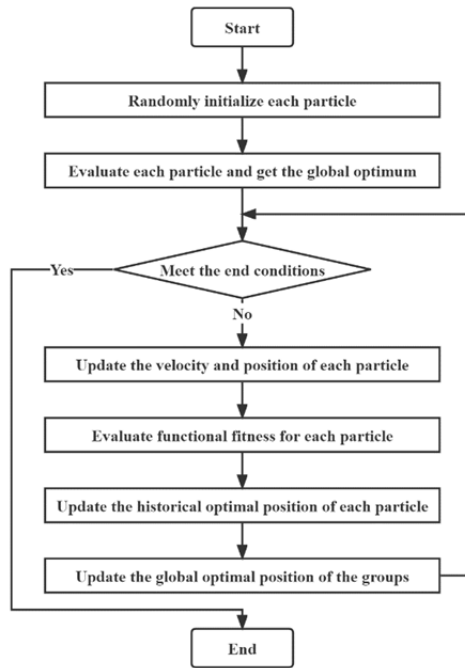 Start
Randomly initialize each particle
Evaluate each particle and get the global optimum
Yes
Meet the end conditions
No
Update the velocity and position of each particle
Evaluate functional fitness for each particle
Update the historical optimal position of each particle
Update the global optimal position of the groups
End